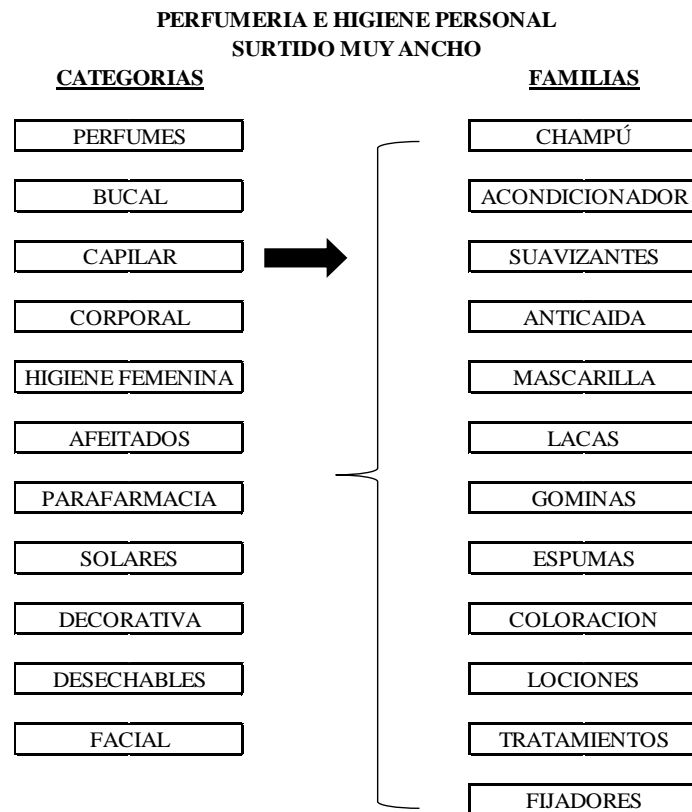 PERFUMERIA E HIGIENE PERSONAL
SURTIDO MUY ANCHO
CATEGORIAS
PERFUMES
BUCAL
CAPILAR
CORPORAL
HIGIENE FEMENINA
AFEITADOS
PARAFARMACIA
SOLARES
DECORATIVA
DESECHABLES
FACIAL
FAMILIAS
CHAMPÚ
ACONDICIONADOR
SUAVIZANTES
ANTICAIDA
MASCARILLA
LACAS
GOMINAS
ESPUMAS
COLORACION
LOCIONES
TRATAMIENTOS
FIJADORES